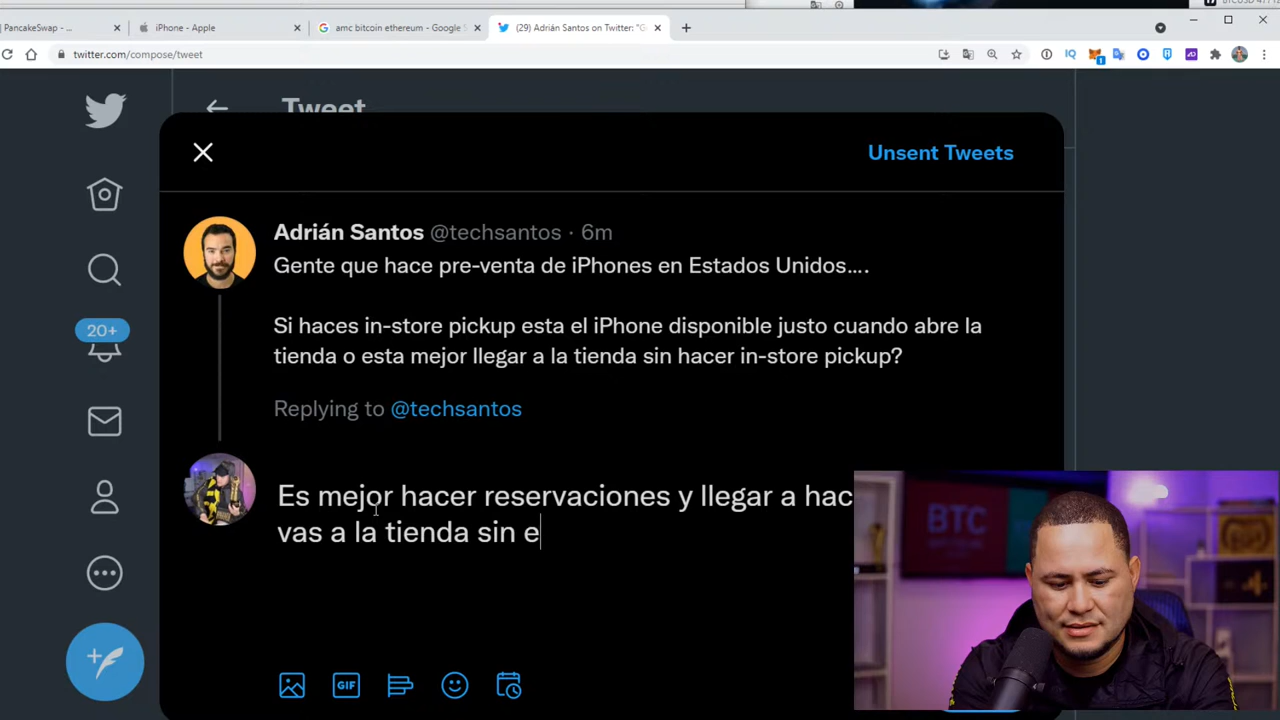 PancakeSwap - ...
iPhone - Apple
amc bitcoin ethereum - Google S
(29) Adrián Santos on Twitter: "G
twitter.com/compose/tweet
IQ
1
Tweet
Unsent Tweets
Adrián Santos @techsantos · 6m
Gente que hace pre-venta de iPhones en Estados Unidos....
20+
Si haces in-store pickup esta el iPhone disponible justo cuando abre la
tienda o esta mejor llegar a la tienda sin hacer in-store pickup?
Replying to @techsantos
Es mejor hacer reservaciones y llegar a hac
vas a la tienda sin e
BTC
GIF